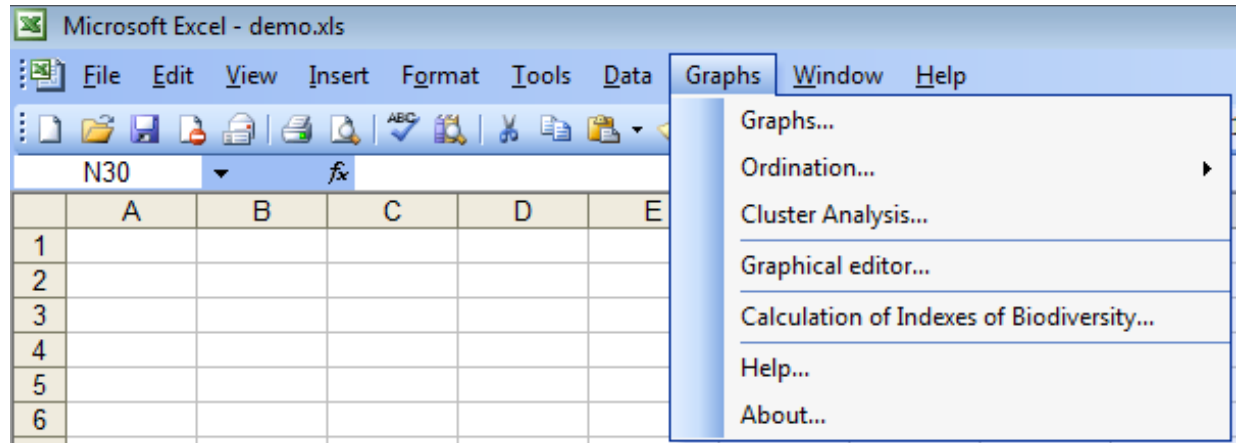 Microsoft Excel - demo.xls
File Edit View Insert Format Tools Data Graphs Window Help
ABC
Graphs...
Ordination...
Cluster Analysis...
Graphical editor...
Calculation of Indexes of Biodiversity...
Help...
About...
N30 fx
A B C D E
1
2
3
4
5
6